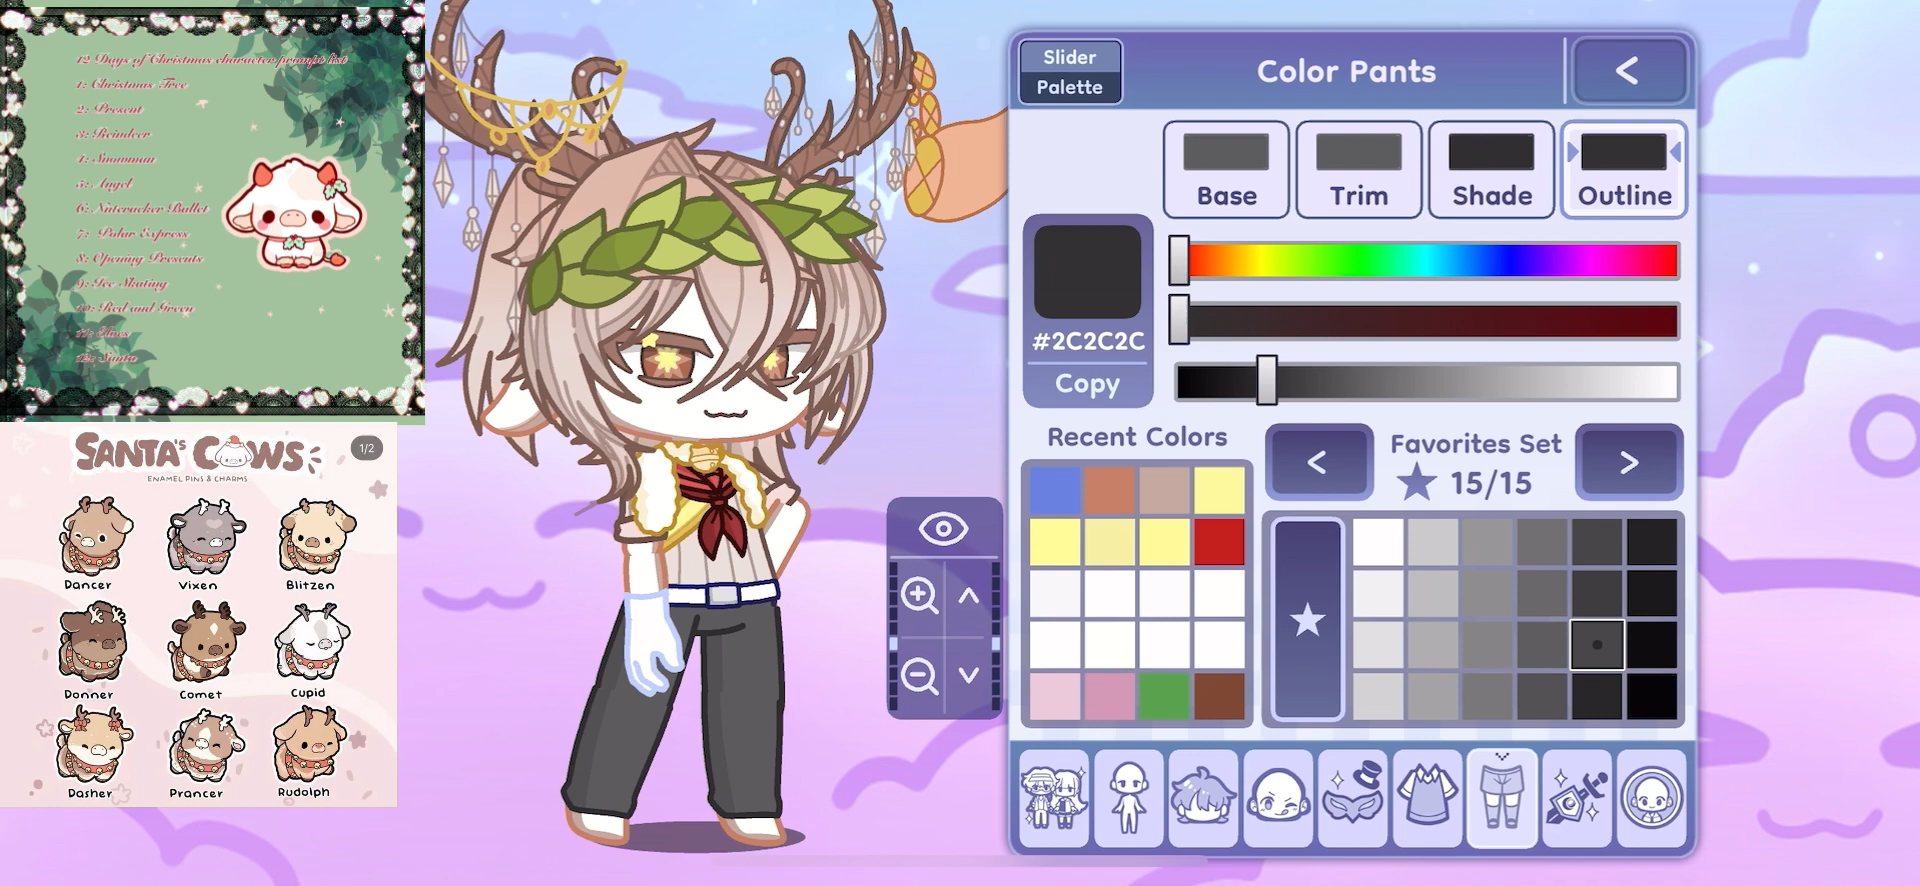 12 Days of Christmas character prompt list
1: Christmas Tree
2: Present
3: Reindeer
4: Snowman
5: Angel
6: Nutcracker Ballet
7: Polar Express
8: Opening Presents
9: Ice Skating
10: Red and Green
11: Elves
12: Santa
SANTA'S COWS
1/2
ENAMEL PINS & CHARMS
Dancer
Vixen
Blitzen
Donner
Comet
Cupid
Dasher
Prancer
Rudolph
Slider
Palette
Color Pants
<
Base
Trim
Shade
Outline
#2C2C2C
Copy
Recent Colors
<
Favorites Set
15/15
>